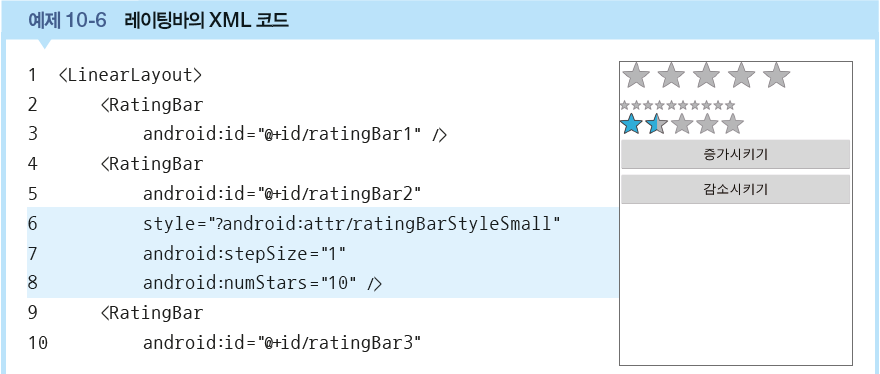 예제 10-6 레이팅바의 XML 코드
1 <LinearLayout>
2 <RatingBar
3 android:id="@+id/ratingBar1" />
4 <RatingBar
5 android:id="@+id/ratingBar2"
6 style="?android:attr/ratingBarStyleSmall"
7 android:stepSize="1"
8 android:numStars="10" />
9 <RatingBar
10 android:id="@+id/ratingBar3"
증가시키기
감소시키기